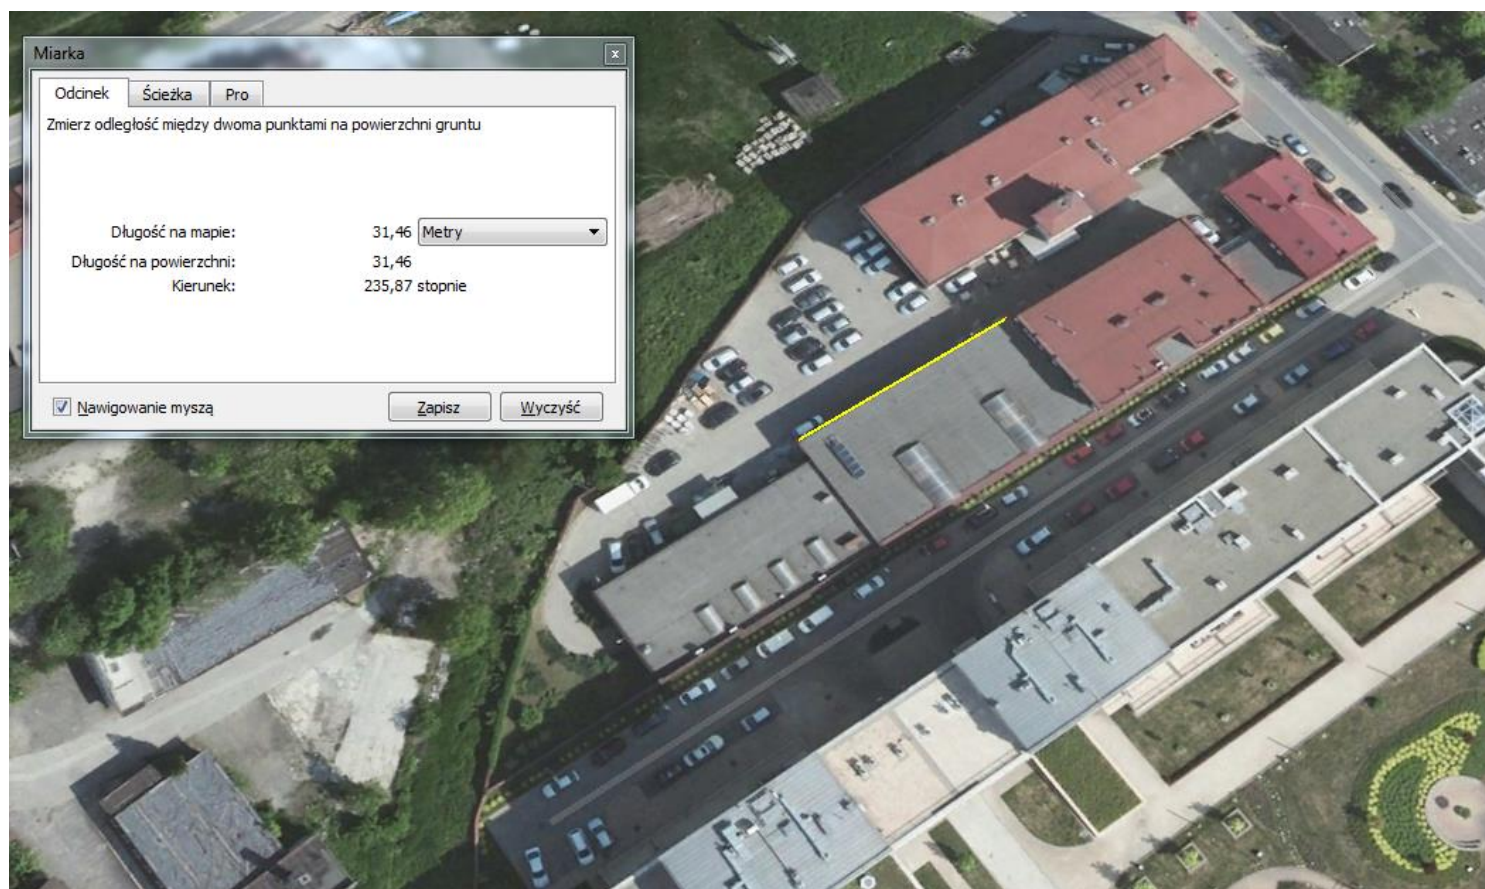 Miarka
Odcinek Ścieżka Pro
Zmierz odległość między dwoma punktami na powierzchni gruntu
Długość na mapie: 31,46 Metry
Długość na powierzchni: 31,46
Kierunek: 235,87 stopnie
Nawigowanie myszą Zapisz Wyczyść